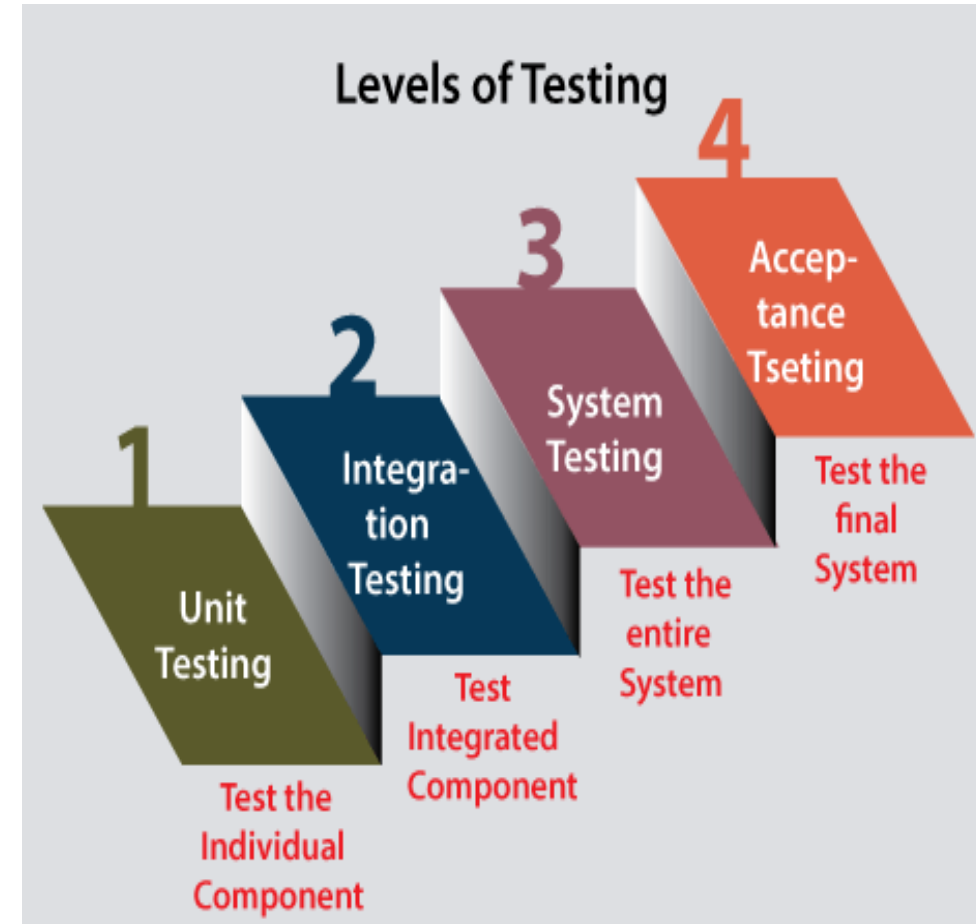 Levels of Testing
1
Unit
Testing
Test the
Individual
Component
2
Integra-
tion
Testing
Test
Integrated
Component
3
System
Testing
Test the
entire
System
4
Accep-
tance
Tseting
Test the
final
System